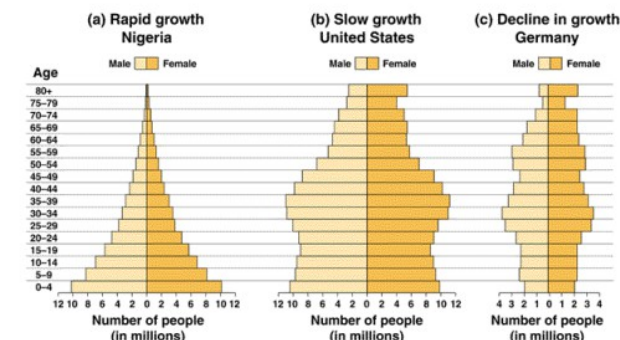 (a) Rapid growth
Nigeria
(b) Slow growth
United States
(c) Decline in growth
Germany
Male Female
Male Female
Male Female
Age
80+
75–79
70–74
65–69
60–64
55–59
50–54
45–49
40–44
35–39
30–34
25–29
20–24
15–19
10–14
5–9
0–4
12 10 8 6 4 2 0 2 4 6 8 10 12
12 10 8 6 4 2 0 2 4 6 8 10 12
4 3 2 1 0 1 2 3 4
Number of people
(in millions)
Number of people
(in millions)
Number of people
(in millions)